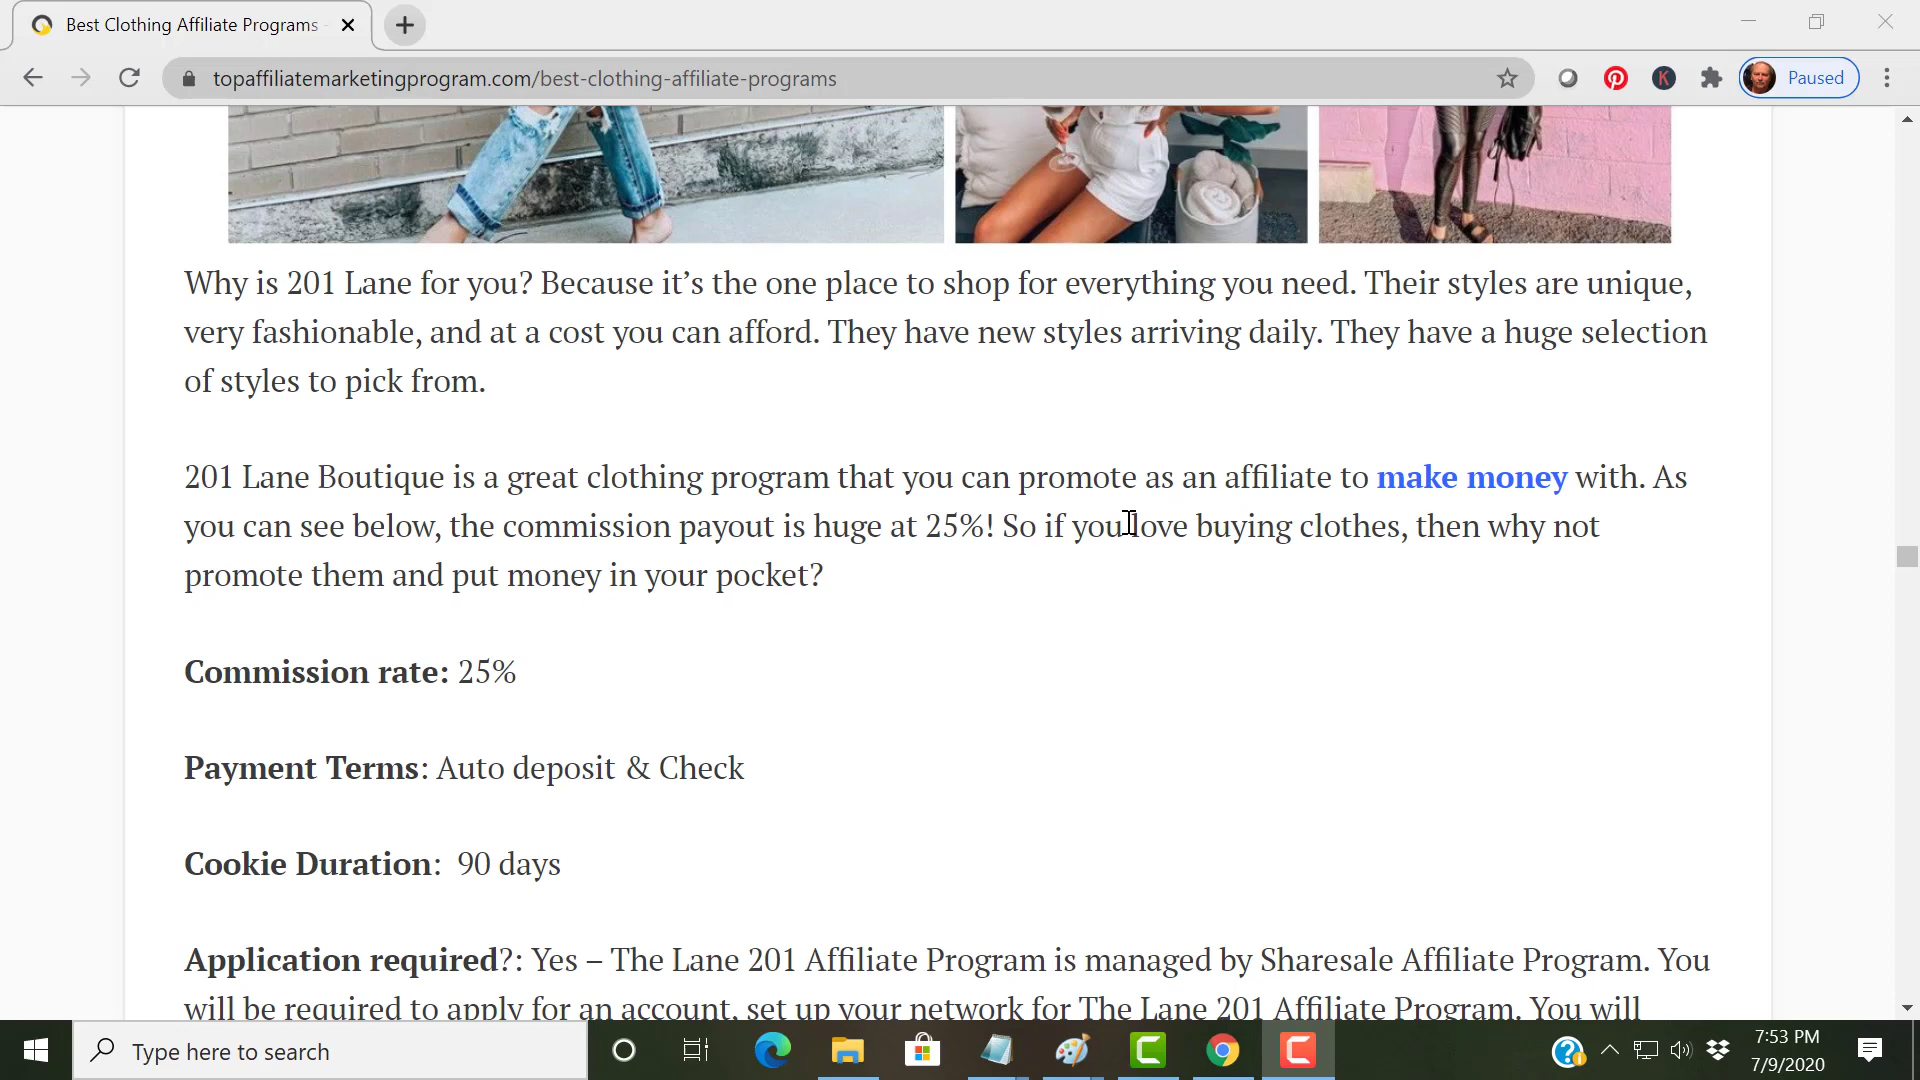 Best Clothing Affiliate Programs -
topaffiliatemarketingprogram.com/best-clothing-affiliate-programs
K
Paused
Why is 201 Lane for you? Because it’s the one place to shop for everything you need. Their styles are unique,
very fashionable, and at a cost you can afford. They have new styles arriving daily. They have a huge selection
of styles to pick from.
201 Lane Boutique is a great clothing program that you can promote as an affiliate to make money with. As
you can see below, the commission payout is huge at 25%! So if you love buying clothes, then why not
promote them and put money in your pocket?
Commission rate: 25%
Payment Terms: Auto deposit & Check
Cookie Duration:  90 days
Application required?: Yes – The Lane 201 Affiliate Program is managed by Sharesale Affiliate Program. You
will be required to apply for an account, set up your network for The Lane 201 Affiliate Program. You will
Type here to search
7:53 PM
7/9/2020